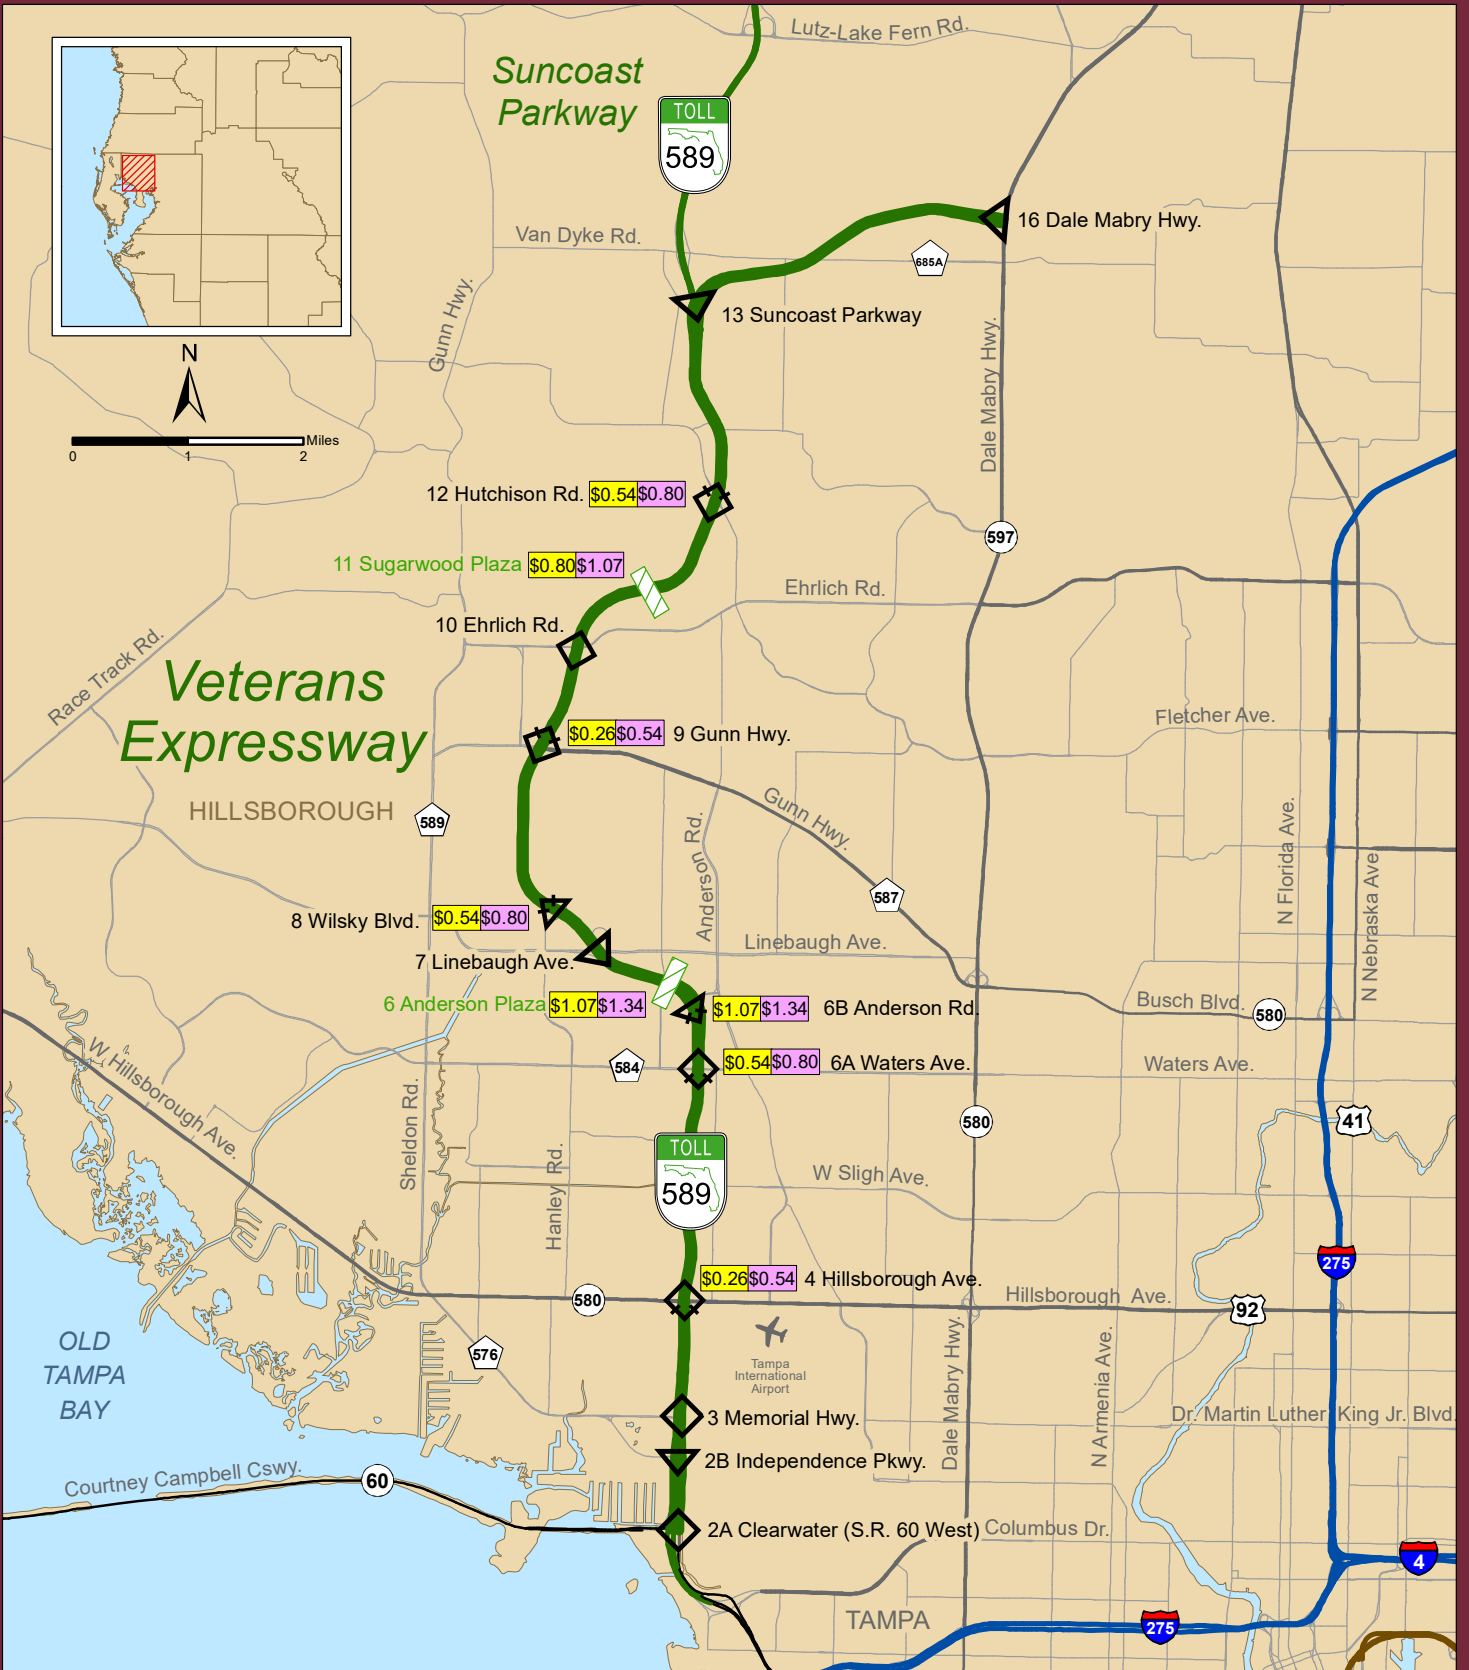 Lutz-Lake Fern Rd.
Suncoast
Parkway
TOLL
589
16 Dale Mabry Hwy.
Van Dyke Rd.
685A
13 Suncoast Parkway
Gunn Hwy.
Dale Mabry Hwy.
N
Miles
0 1 2
12 Hutchison Rd. $0.54 $0.80
597
11 Sugarwood Plaza $0.80 $1.07
Ehrlich Rd.
10 Ehrlich Rd.
Race Track Rd.
Veterans
Expressway
Fletcher Ave.
$0.26 $0.54 9 Gunn Hwy.
HILLSBOROUGH
589
Gunn Hwy.
Anderson Rd.
N Florida Ave.
N Nebraska Ave
587
8 Wilsky Blvd. $0.54 $0.80
Linebaugh Ave.
7 Linebaugh Ave.
6 Anderson Plaza $1.07 $1.34
$1.07 $1.34 6B Anderson Rd.
Busch Blvd.
580
W Hillsborough Ave.
584
$0.54 $0.80 6A Waters Ave.
Waters Ave.
Sheldon Rd.
580
41
TOLL
589
W Sligh Ave.
Hanley Rd.
275
$0.26 $0.54 4 Hillsborough Ave.
580
Hillsborough Ave.
92
OLD
TAMPA
BAY
576
Tampa
International
Airport
Dale Mabry Hwy.
N Armenia Ave.
3 Memorial Hwy.
Dr. Martin Luther King Jr. Blvd.
2B Independence Pkwy.
Courtney Campbell Cswy.
60
2A Clearwater (S.R. 60 West)
Columbus Dr.
4
TAMPA
275